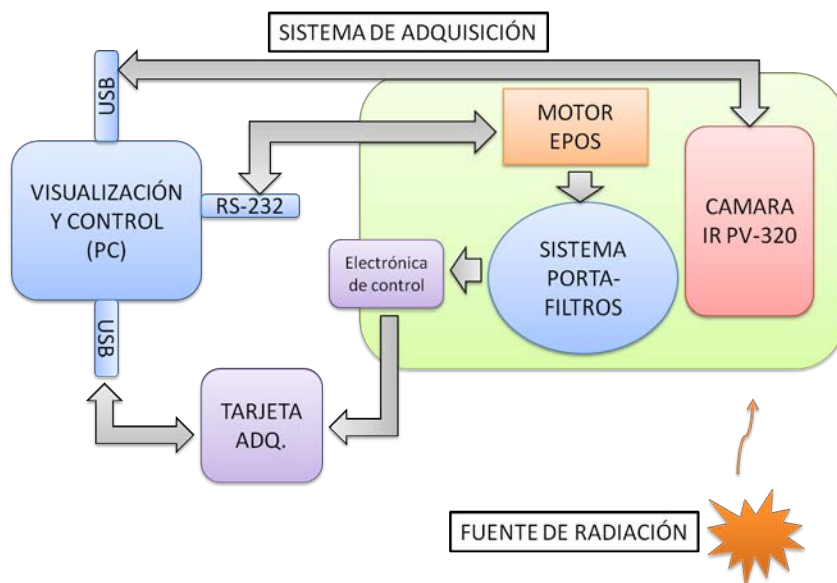 SISTEMA DE ADQUISICIÓN
USB
MOTOR
EPOS
VISUALIZACIÓN
Y CONTROL
(PC)
RS-232
CAMARA
IR PV-320
SISTEMA
PORTA-
FILTROS
Electrónica
de control
USB
TARJETA
ADQ.
FUENTE DE RADIACIÓN